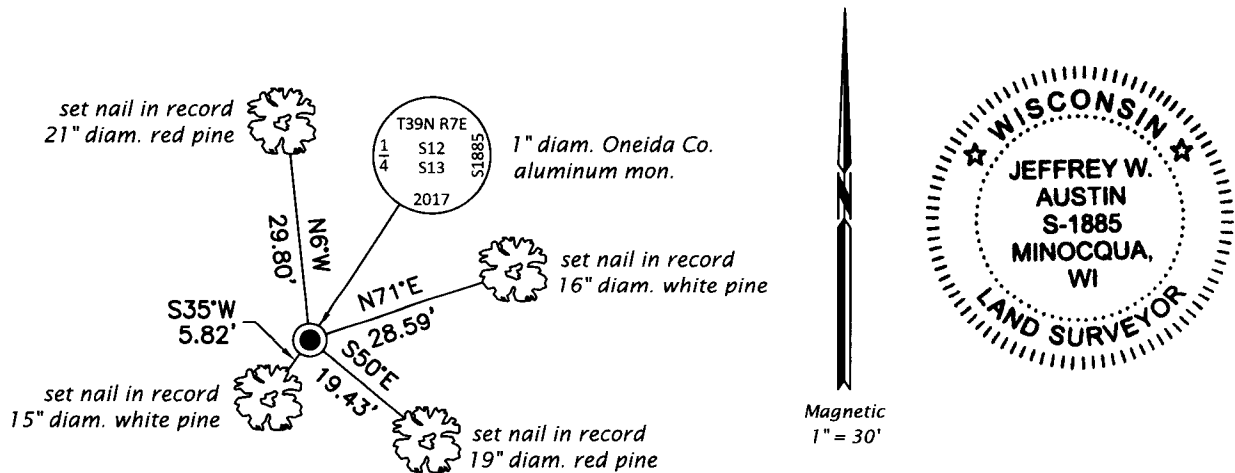 set nail in record
21" diam. red pine
T39N R7E
1/4
S12
S13
S1885
2017
1" diam. Oneida Co.
aluminum mon.
N6°W
29.80'
N71°E
28.59'
set nail in record
16" diam. white pine
S35°W
5.82'
S50°E
19.43'
set nail in record
15" diam. white pine
set nail in record
19" diam. red pine
N
Magnetic
1" = 30'
WISCONSIN
JEFFREY W.
AUSTIN
S-1885
MINOCQUA,
WI
LAND SURVEYOR